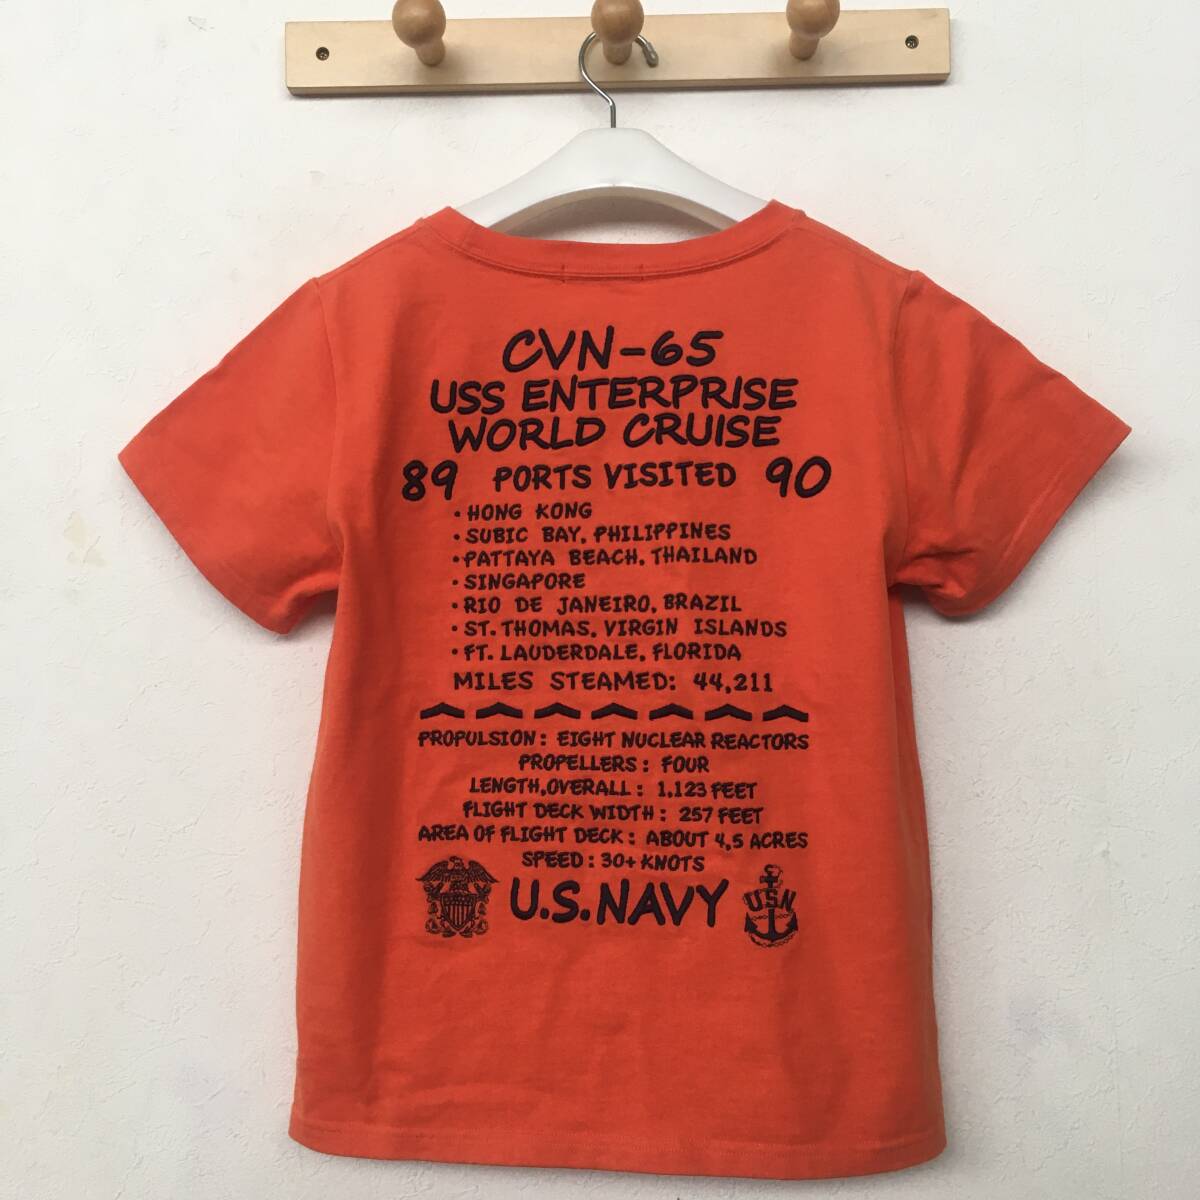 CVN-65
USS ENTERPRISE
WORLD CRUISE
89 PORTS VISITED 90
• HONG KONG
• SUBIC BAY, PHILIPPINES
• PATTAYA BEACH, THAILAND
• SINGAPORE
• RIO DE JANEIRO, BRAZIL
• ST. THOMAS, VIRGIN ISLANDS
• FT. LAUDERDALE, FLORIDA
MILES STEAMED: 44,211
PROPULSION : EIGHT NUCLEAR REACTORS
PROPELLERS : FOUR
LENGTH, OVERALL : 1,123 FEET
FLIGHT DECK WIDTH : 257 FEET
AREA OF FLIGHT DECK : ABOUT 4,5 ACRES
SPEED : 30+ KNOTS
U.S. NAVY
USN